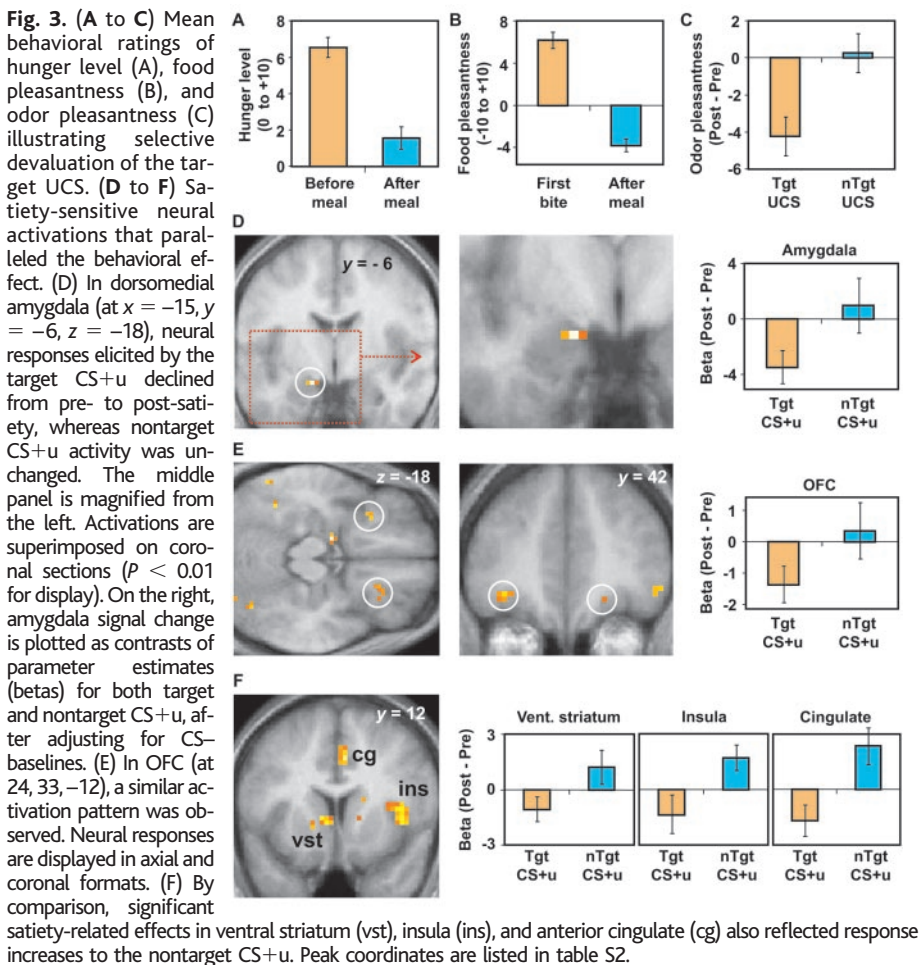 Fig. 3. (A to C) Mean
behavioral ratings of
hunger level (A), food
pleasantness (B), and
odor pleasantness (C)
illustrating selective
devaluation of the tar-
get UCS. (D to F) Sa-
tiety-sensitive neural
activations that paral-
leled the behavioral ef-
fect. (D) In dorsomedial
amygdala (at x = –15, y
= –6, z = –18), neural
responses elicited by the
target CS+u declined
from pre- to post-sati-
ety, whereas nontarget
CS+u activity was un-
changed. The middle
panel is magnified from
the left. Activations are
superimposed on coro-
nal sections (P < 0.01
for display). On the right,
amygdala signal change
is plotted as contrasts of
parameter estimates
(betas) for both target
and nontarget CS+u, af-
ter adjusting for CS–
baselines. (E) In OFC (at
24, 33, –12), a similar ac-
tivation pattern was ob-
served. Neural responses
are displayed in axial and
coronal formats. (F) By
comparison, significant
satiety-related effects in ventral striatum (vst), insula (ins), and anterior cingulate (cg) also reflected response
increases to the nontarget CS+u. Peak coordinates are listed in table S2.
A
Hunger level
(0 to +10)
8
6
4
2
0
Before
meal
After
meal
B
Food pleasantness
(-10 to +10)
8
4
0
-4
First
bite
After
meal
C
Odor pleasantness
(Post - Pre)
2
0
-2
-4
-6
Tgt
UCS
nTgt
UCS
D
y = - 6
Amygdala
Beta (Post - Pre)
4
0
-4
Tgt
CS+u
nTgt
CS+u
E
z = -18
y = 42
OFC
Beta (Post - Pre)
1
0
-1
-2
Tgt
CS+u
nTgt
CS+u
F
y = 12
cg
ins
vst
Vent. striatum
Insula
Cingulate
Beta (Post - Pre)
3
0
-3
Tgt
CS+u
nTgt
CS+u
Tgt
CS+u
nTgt
CS+u
Tgt
CS+u
nTgt
CS+u